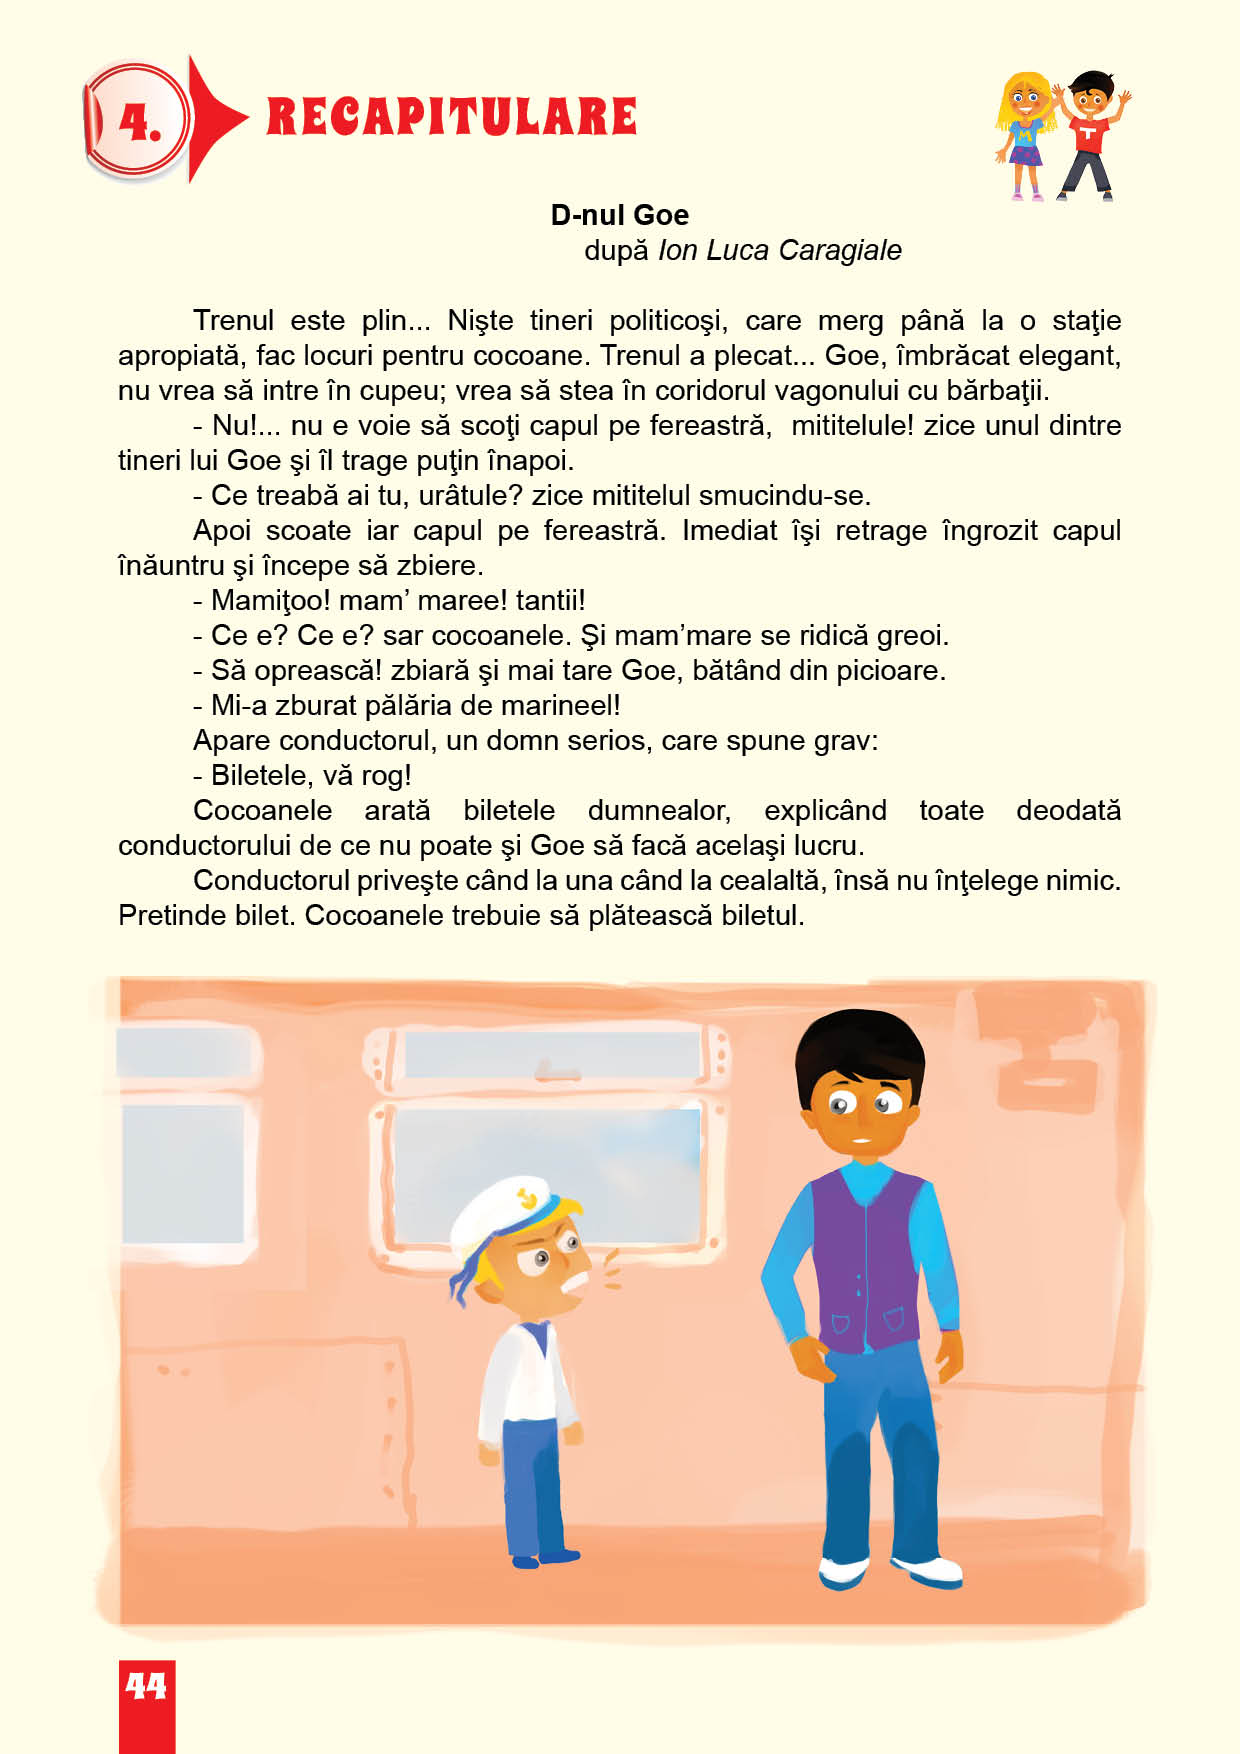 4.
RECAPITULARE
M
T
D-nul Goe
după Ion Luca Caragiale
Trenul este plin... Nişte tineri politicoşi, care merg până la o staţie
apropiată, fac locuri pentru cocoane. Trenul a plecat... Goe, îmbrăcat elegant,
nu vrea să intre în cupeu; vrea să stea în coridorul vagonului cu bărbaţii.
- Nu!... nu e voie să scoţi capul pe fereastră, mititelule! zice unul dintre
tineri lui Goe şi îl trage puţin înapoi.
- Ce treabă ai tu, urâtule? zice mititelul smucindu-se.
Apoi scoate iar capul pe fereastră. Imediat îşi retrage îngrozit capul
înăuntru şi începe să zbiere.
- Mamiţoo! mam’ maree! tantii!
- Ce e? Ce e? sar cocoanele. Şi mam’mare se ridică greoi.
- Să oprească! zbiară şi mai tare Goe, bătând din picioare.
- Mi-a zburat pălăria de marineel!
Apare conductorul, un domn serios, care spune grav:
- Biletele, vă rog!
Cocoanele arată biletele dumnealor, explicând toate deodată
conductorului de ce nu poate şi Goe să facă acelaşi lucru.
Conductorul priveşte când la una când la cealaltă, însă nu înţelege nimic.
Pretinde bilet. Cocoanele trebuie să plătească biletul.
44